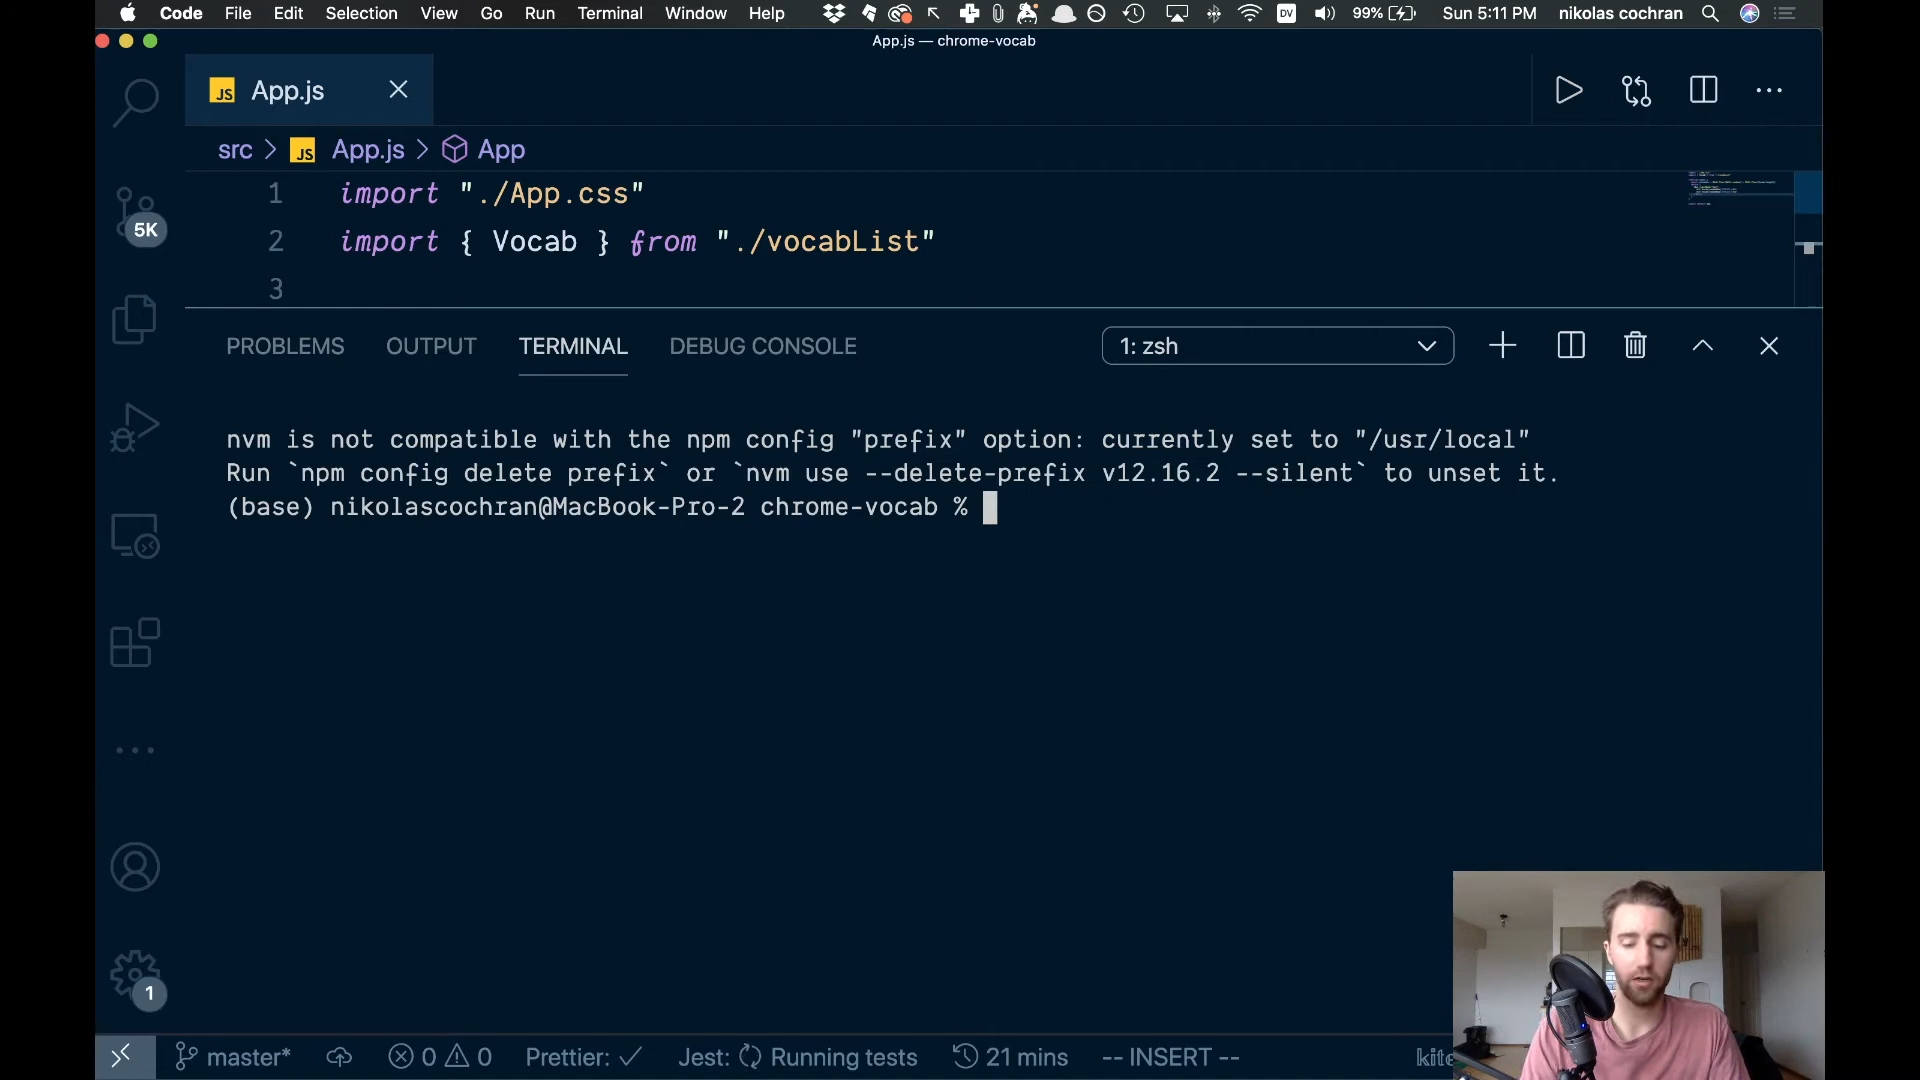 Code File Edit Selection View Go Run Terminal Window Help DV 99% Sun 5:11 PM nikolas cochran
App.js — chrome-vocab
JS App.js
src > JS App.js > App
1 import "./App.css"
2 import { Vocab } from "./vocabList"
3
5K
PROBLEMS OUTPUT TERMINAL DEBUG CONSOLE 1: zsh
nvm is not compatible with the npm config "prefix" option: currently set to "/usr/local"
Run `npm config delete prefix` or `nvm use --delete-prefix v12.16.2 --silent` to unset it.
(base) nikolascochran@MacBook-Pro-2 chrome-vocab %
1
master* 0 0 Prettier: Jest: Running tests 21 mins -- INSERT --